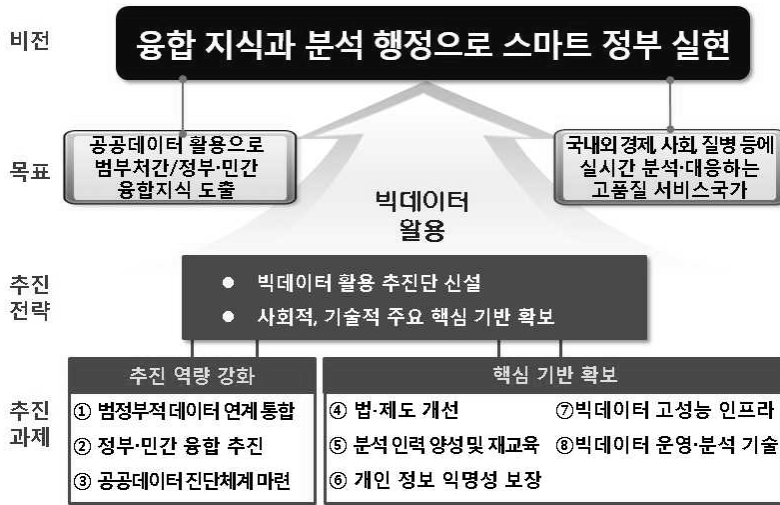 비전
융합 지식과 분석 행정으로 스마트 정부 실현
목표
공공데이터 활용으로
범부처간/정부·민간
융합지식 도출
국내외 경제, 사회, 질병 등에
실시간 분석·대응하는
고품질 서비스국가
빅데이터
활용
추진
전략
● 빅데이터 활용 추진단 신설
● 사회적, 기술적 주요 핵심 기반 확보
추진
과제
추진 역량 강화
① 범정부적 데이터 연계 통합
② 정부·민간 융합 추진
③ 공공데이터 진단체계 마련
핵심 기반 확보
④ 법·제도 개선
⑤ 분석 인력 양성 및 재교육
⑥ 개인 정보 익명성 보장
⑦빅데이터 고성능 인프라
⑧빅데이터 운영·분석 기술